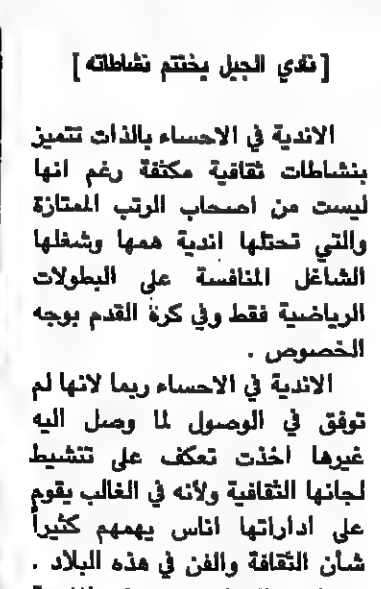 [نادي الجيل يختتم نشاطاته]
الاندية في الاحساء بالذات تتميز
بنشاطات ثقافية مكثفة رغم انها
ليست من اصحاب الرتب الممتازة
والتي تحتلها اندية همها وشغلها
الشاغل المنافسة على البطولات
الرياضية فقط وفي كرة القدم بوجه
الخصوص .
الاندية في الاحساء ربما لانها لم
توفق في الوصول لما وصل اليه
غيرها اخذت تعكف على تتشيط
لجانها الثقافية ولأنه في الغالب يقوم
على اداراتها اناس يهمهم كثيراً
شأن الثقافة والفن في هذه البلاد .